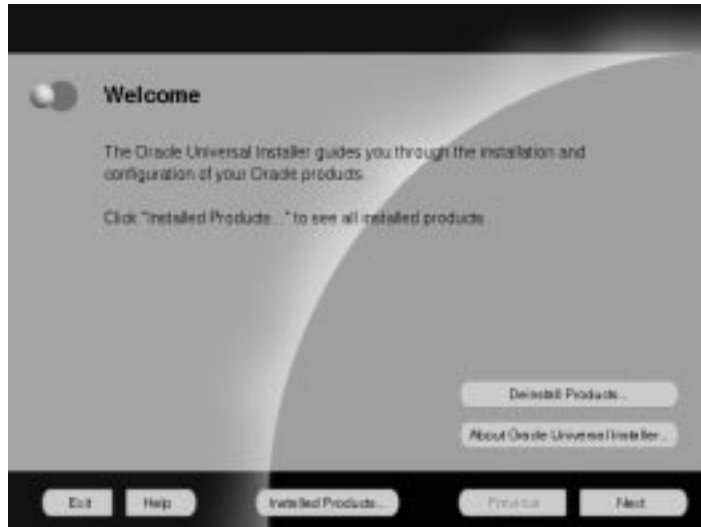 Welcome
The Oracle Universal Installer guides you through the installation and
configuration of your Oracle products.
Click "Installed Products..." to see all installed products.
Deinstall Products...
About Oracle Universal Installer...
Exit
Help
Installed Products...
Previous
Next